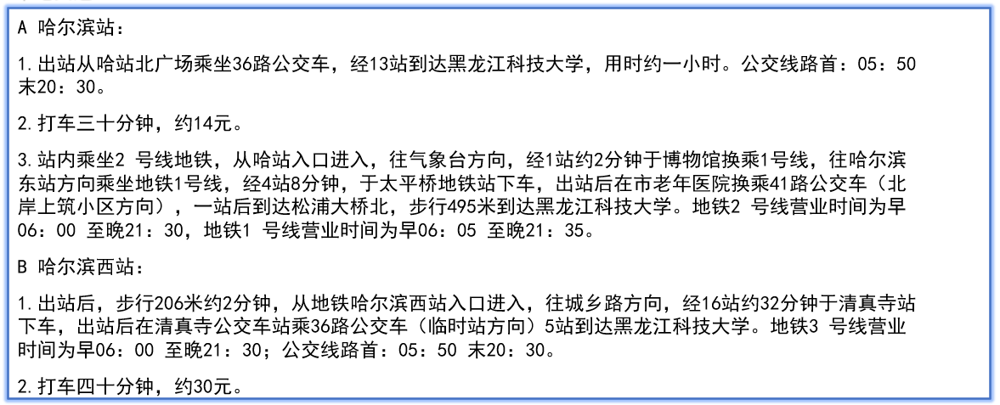 A 哈尔滨站：
1.出站从哈站北广场乘坐36路公交车，经13站到达黑龙江科技大学，用时约一小时。公交线路首：05：50
末20：30。
2.打车三十分钟，约14元。
3.站内乘坐2 号线地铁，从哈站入口进入，往气象台方向，经1站约2分钟于博物馆换乘1号线，往哈尔滨
东站方向乘坐地铁1号线，经4站8分钟，于太平桥地铁站下车，出站后在市老年医院换乘41路公交车（北
岸上筑小区方向），一站后到达松浦大桥北，步行495米到达黑龙江科技大学。地铁2 号线营业时间为早
06：00 至晚21：30，地铁1 号线营业时间为早06：05 至晚21：35。
B 哈尔滨西站：
1.出站后，步行206米约2分钟，从地铁哈尔滨西站入口进入，往城乡路方向，经16站约32分钟于清真寺站
下车，出站后在清真寺公交车站乘36路公交车（临时站方向）5站到达黑龙江科技大学。地铁3 号线营业
时间为早06：00 至晚21：30；公交线路首：05：50 末20：30。
2.打车四十分钟，约30元。